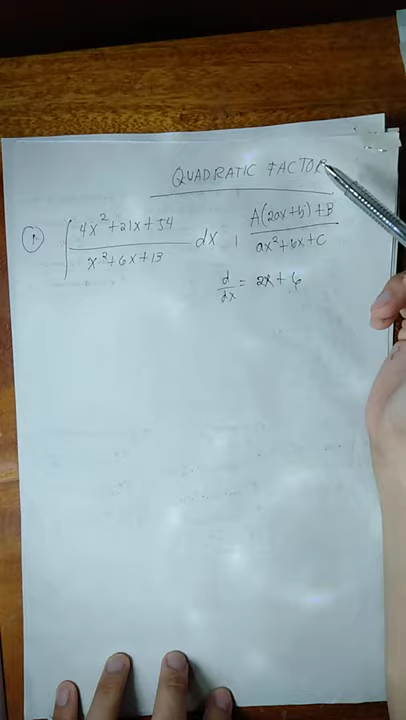 QUADRATIC FACTOR
1. ∫ 4x²+21x+54 / x²+6x+13 dx ; A(2ax+b)+B / ax²+bx+C
d/dx = 2x+6